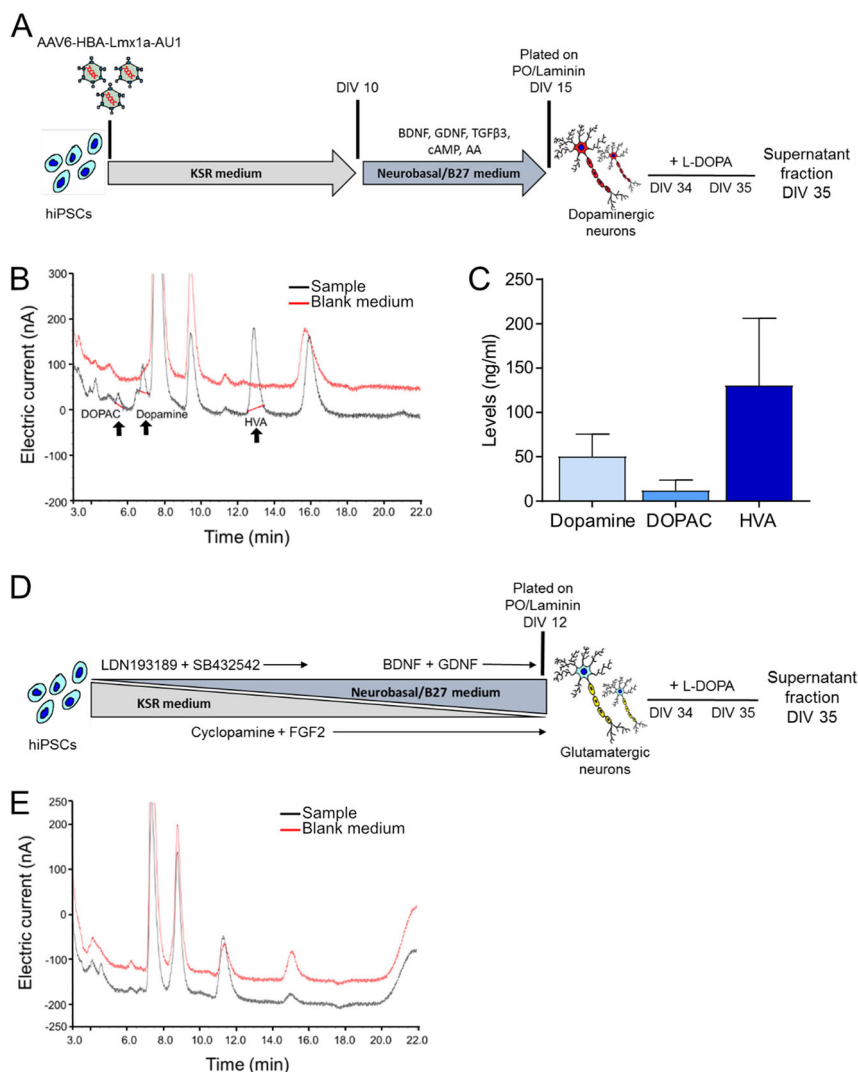 A
AAV6-HBA-Lmx1a-AU1
hiPSCs
KSR medium
DIV 10
BDNF, GDNF, TGFβ3,
cAMP, AA
Neurobasal/B27 medium
Plated on
PO/Laminin
DIV 15
Dopaminergic
neurons
+ L-DOPA
DIV 34 DIV 35
Supernatant
fraction
DIV 35
B
Electric current (nA)
300
200
100
0
-100
-200
Sample
Blank medium
DOPAC
Dopamine
HVA
3.0 6.0 8.0 10.0 12.0 14.0 16.0 18.0 20.0 22.0
Time (min)
C
Levels (ng/ml)
250
200
150
100
50
0
Dopamine DOPAC HVA
D
hiPSCs
LDN193189 + SB432542
BDNF + GDNF
Neurobasal/B27 medium
KSR medium
Cyclopamine + FGF2
Plated on
PO/Laminin
DIV 12
Glutamatergic
neurons
+ L-DOPA
DIV 34 DIV 35
Supernatant
fraction
DIV 35
E
Electric current (nA)
250
200
100
0
-100
-200
-250
Sample
Blank medium
3.0 6.0 8.0 10.0 12.0 14.0 16.0 18.0 20.0 22.0
Time (min)